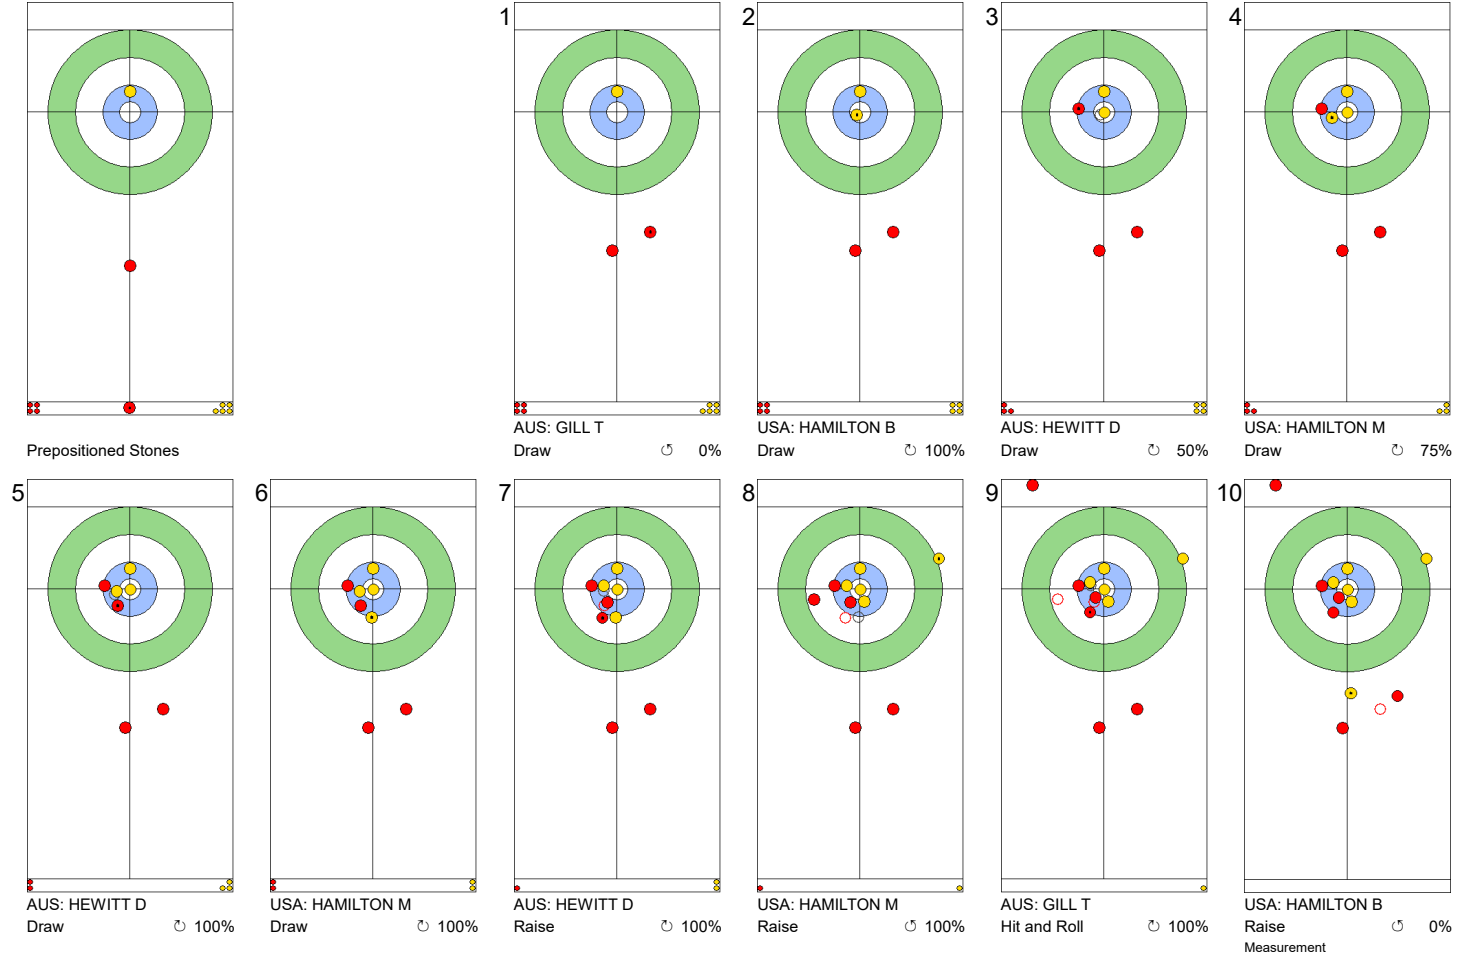 Prepositioned Stones
1
AUS: GILL T
Draw ↺ 0%
2
USA: HAMILTON B
Draw ↻ 100%
3
AUS: HEWITT D
Draw ↻ 50%
4
USA: HAMILTON M
Draw ↻ 75%
5
AUS: HEWITT D
Draw ↻ 100%
6
USA: HAMILTON M
Draw ↻ 100%
7
AUS: HEWITT D
Raise ↻ 100%
8
USA: HAMILTON M
Raise ↻ 100%
9
AUS: GILL T
Hit and Roll ↻ 100%
10
USA: HAMILTON B
Raise ↺ 0%
Measurement